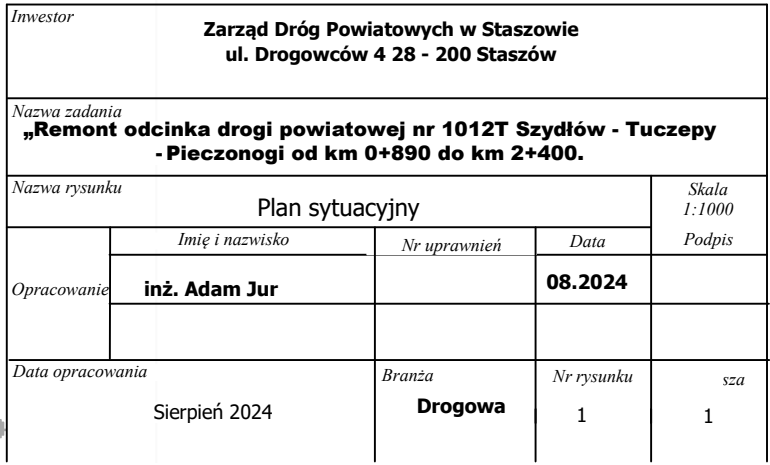 Inwestor
Zarząd Dróg Powiatowych w Staszowie
ul. Drogowców 4 28 - 200 Staszów
Nazwa zadania
„Remont odcinka drogi powiatowej nr 1012T Szydłów - Tuczepy
- Pieczonogi od km 0+890 do km 2+400.
Nazwa rysunku
Plan sytuacyjny
Skala
1:1000
Imię i nazwisko
Nr uprawnień
Data
Podpis
Opracowanie
inż. Adam Jur
08.2024
Data opracowania
Branża
Nr rysunku
sza
Sierpień 2024
Drogowa
1
1